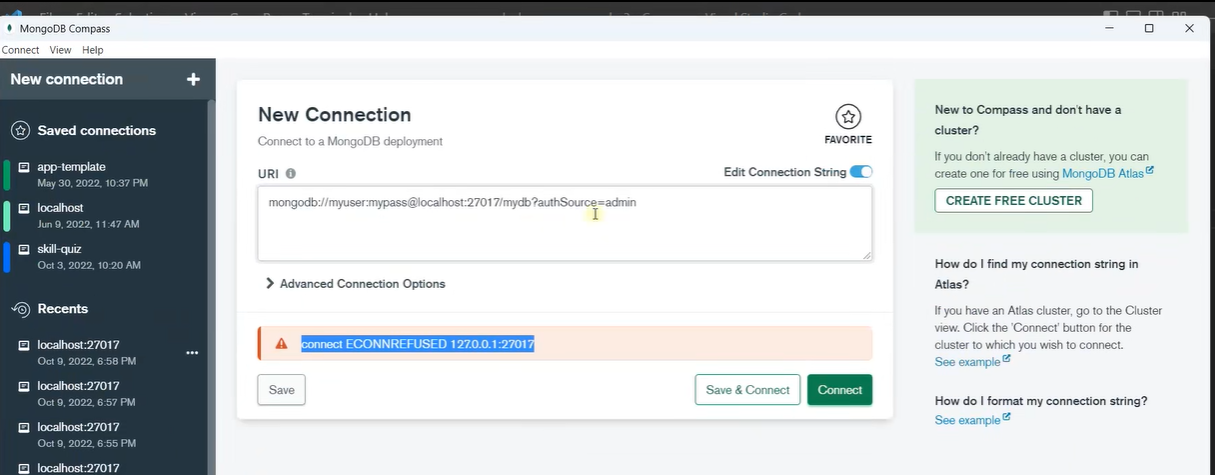 MongoDB Compass
Connect View Help
New connection +
Saved connections
app-template
May 30, 2022, 10:37 PM
localhost
Jun 9, 2022, 11:47 AM
skill-quiz
Oct 3, 2022, 10:20 AM
Recents
localhost:27017
Oct 9, 2022, 6:58 PM
localhost:27017
Oct 9, 2022, 6:57 PM
localhost:27017
Oct 9, 2022, 6:55 PM
localhost:27017
New Connection
Connect to a MongoDB deployment
FAVORITE
URI
Edit Connection String
mongodb://myuser:mypass@localhost:27017/mydb?authSource=admin
Advanced Connection Options
connect ECONNREFUSED 127.0.0.1:27017
Save
Save & Connect
Connect
New to Compass and don't have a
cluster?
If you don't already have a cluster, you can
create one for free using MongoDB Atlas
CREATE FREE CLUSTER
How do I find my connection string in
Atlas?
If you have an Atlas cluster, go to the Cluster
view. Click the 'Connect' button for the
cluster to which you wish to connect.
See example
How do I format my connection string?
See example